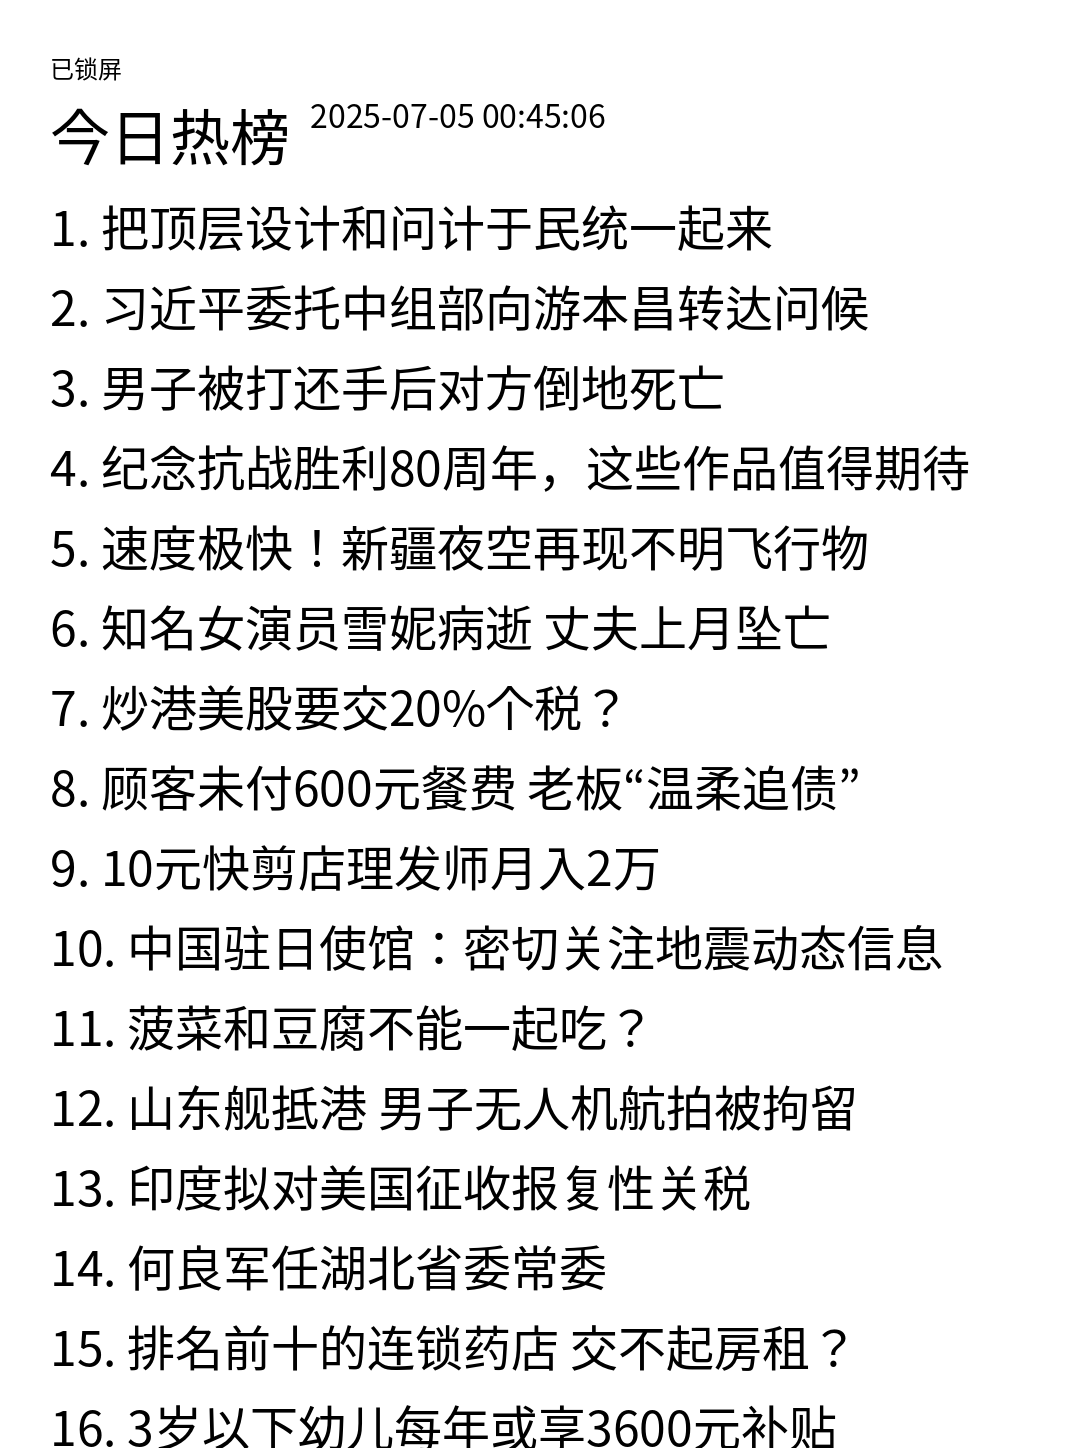 已锁屏
今日热榜 2025-07-05 00:45:06
1. 把顶层设计和问计于民统一起来
2. 习近平委托中组部向游本昌转达问候
3. 男子被打还手后对方倒地死亡
4. 纪念抗战胜利80周年，这些作品值得期待
5. 速度极快！新疆夜空再现不明飞行物
6. 知名女演员雪妮病逝 丈夫上月坠亡
7. 炒港美股要交20%个税？
8. 顾客未付600元餐费 老板“温柔追债”
9. 10元快剪店理发师月入2万
10. 中国驻日使馆：密切关注地震动态信息
11. 菠菜和豆腐不能一起吃？
12. 山东舰抵港 男子无人机航拍被拘留
13. 印度拟对美国征收报复性关税
14. 何良军任湖北省委常委
15. 排名前十的连锁药店 交不起房租？
16. 3岁以下幼儿每年或享3600元补贴